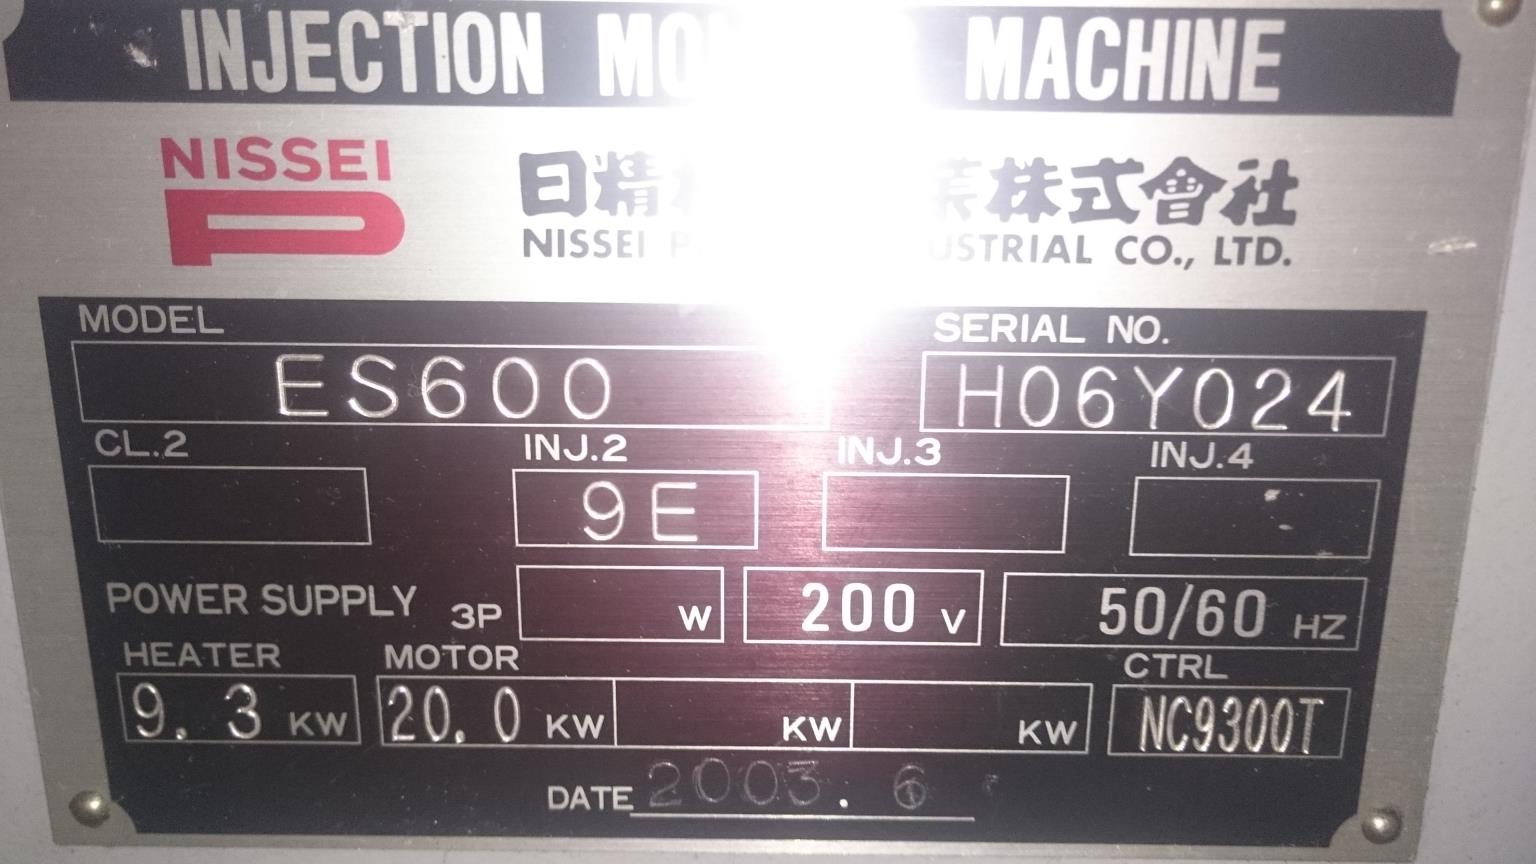 INJECTION MACHINE
NISSEI
日精 株式會社
NISSEI CO., LTD.
MODEL SERIAL NO.
ES600 H06Y024
CL.2 INJ.2 INJ.3 INJ.4
9E
POWER SUPPLY 3P W 200 V 50/60 HZ
HEATER MOTOR CTRL
9.3 KW 20.0 KW KW KW NC9300T
DATE 2003.6